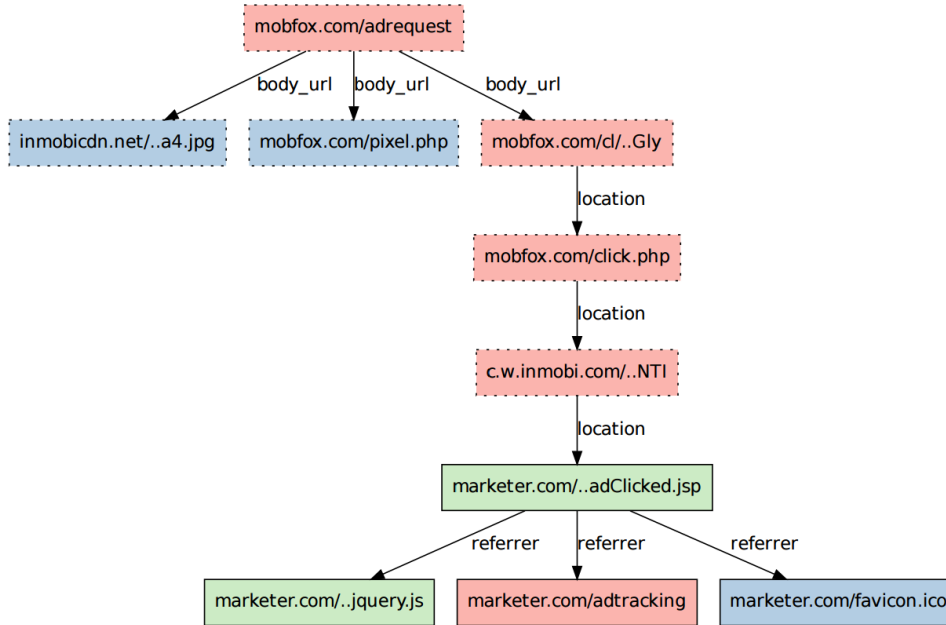 mobfox.com/adrequest
body_url
body_url
body_url
inmobicdn.net/..a4.jpg
mobfox.com/pixel.php
mobfox.com/cl/..Gly
location
mobfox.com/click.php
location
c.w.inmobi.com/..NTI
location
marketer.com/..adClicked.jsp
referrer
referrer
referrer
marketer.com/..jquery.js
marketer.com/adtracking
marketer.com/favicon.ico